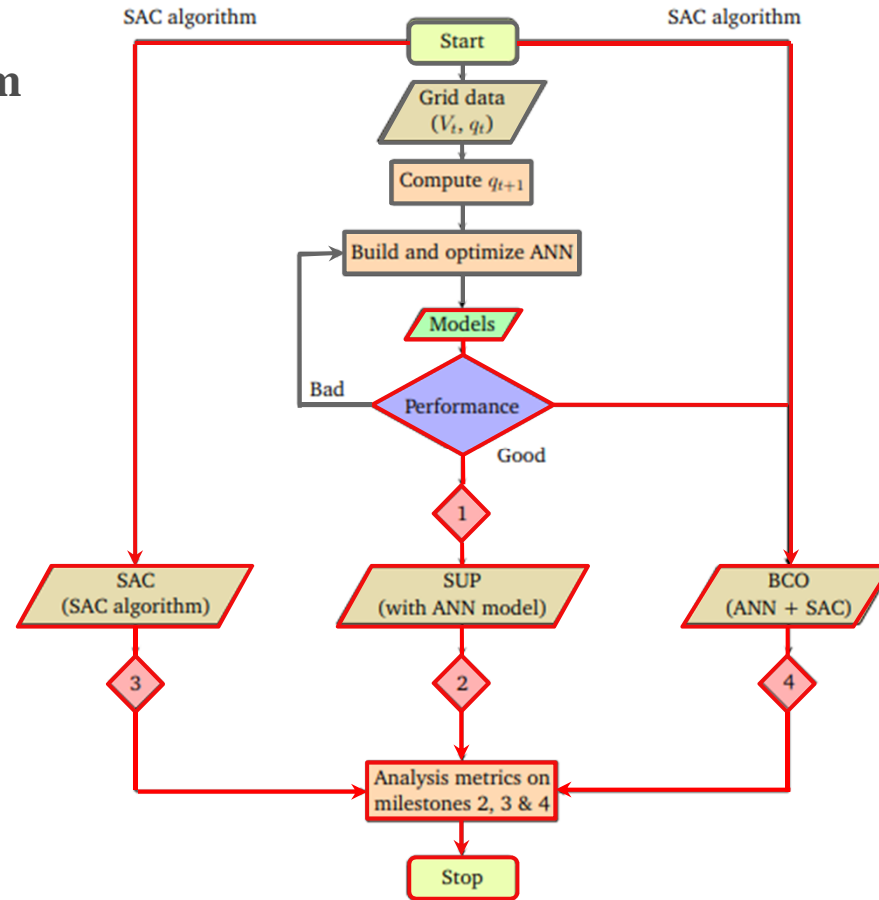 SAC algorithm
SAC algorithm
m
Start
Grid data
(Vₜ, qₜ)
Compute qₜ₊₁
Build and optimize ANN
Models
Bad
Performance
Good
1
SAC
(SAC algorithm)
SUP
(with ANN model)
BCO
(ANN + SAC)
3
2
4
Analysis metrics on
milestones 2, 3 & 4
Stop